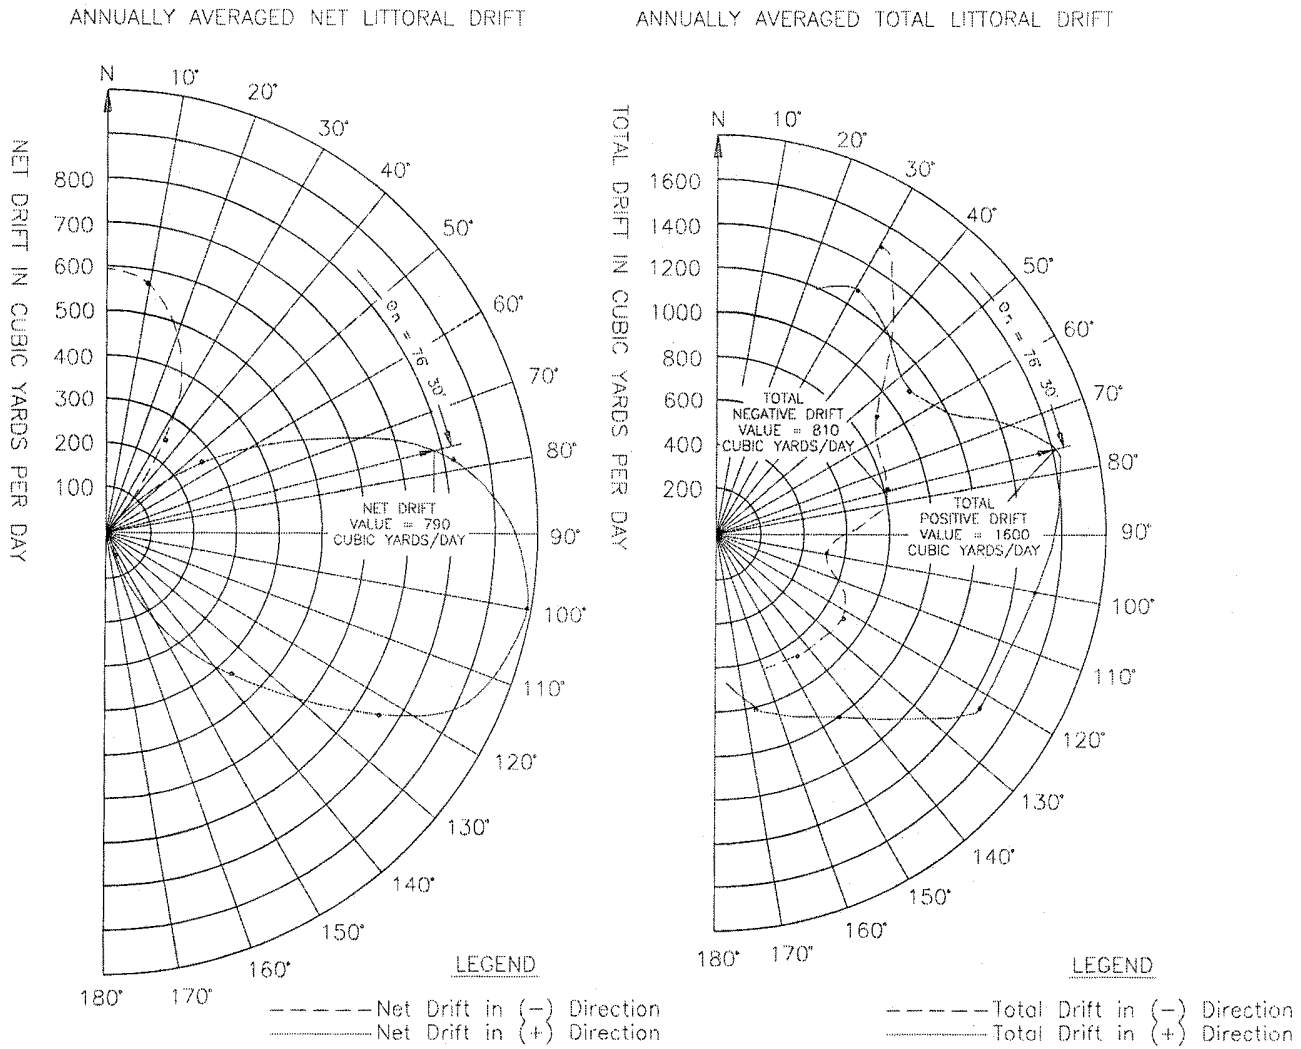 ANNUALLY AVERAGED NET LITTORAL DRIFT
N
10°
20°
30°
40°
50°
60°
70°
80°
90°
100°
110°
120°
130°
140°
150°
160°
170°
180°
NET DRIFT IN CUBIC YARDS PER DAY
800
700
600
500
400
300
200
100
θn = 76° 30'
NET DRIFT
VALUE = 790
CUBIC YARDS/DAY
LEGEND
Net Drift in (-) Direction
Net Drift in (+) Direction
ANNUALLY AVERAGED TOTAL LITTORAL DRIFT
N
10°
20°
30°
40°
50°
60°
70°
80°
90°
100°
110°
120°
130°
140°
150°
160°
170°
180°
TOTAL DRIFT IN CUBIC YARDS PER DAY
1600
1400
1200
1000
800
600
400
200
θn = 76° 30'
TOTAL
NEGATIVE DRIFT
VALUE = 810
CUBIC YARDS/DAY
TOTAL
POSITIVE DRIFT
VALUE = 1600
CUBIC YARDS/DAY
LEGEND
Total Drift in (-) Direction
Total Drift in (+) Direction